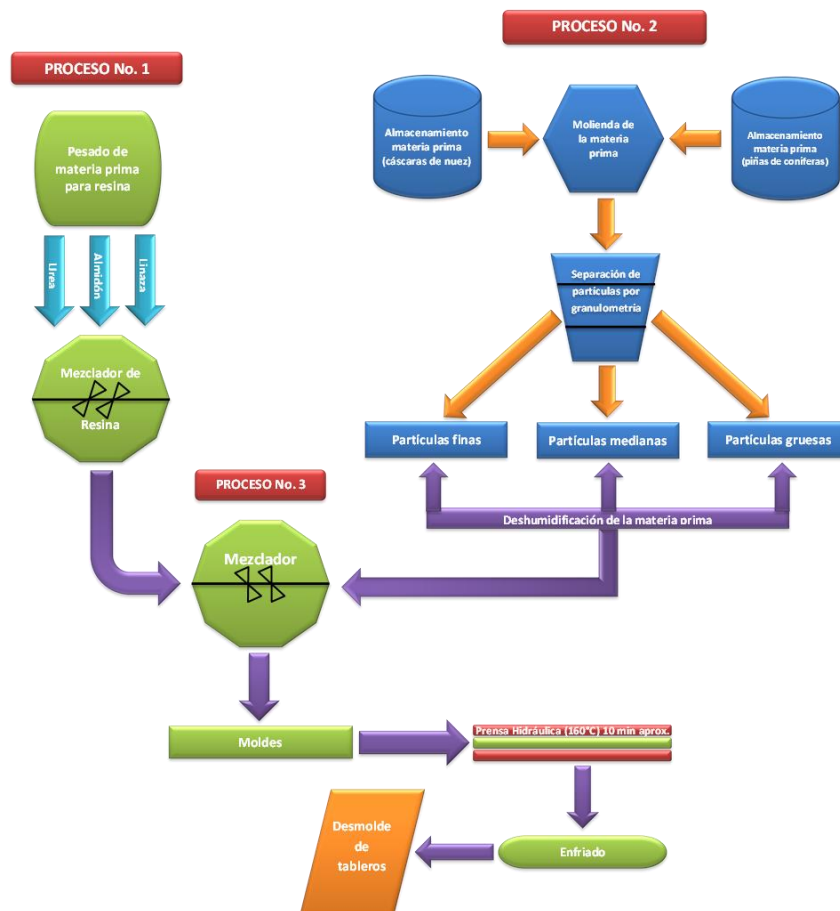 PROCESO No. 1
Pesado de
materia prima
para resina
Urea
Almidón
Linaza
Mezclador de
Resina
PROCESO No. 2
Almacenamiento
materia prima
(cáscaras de nuez)
Molienda de
la materia
prima
Almacenamiento
materia prima
(piñas de coniferas)
Separación de
partículas por
granulometría
Partículas finas
Partículas medianas
Partículas gruesas
Deshumidificación de la materia prima
PROCESO No. 3
Mezclador
Moldes
Prensa Hidráulica (160°C) 10 min aprox.
Enfriado
Desmolde
de
tableros